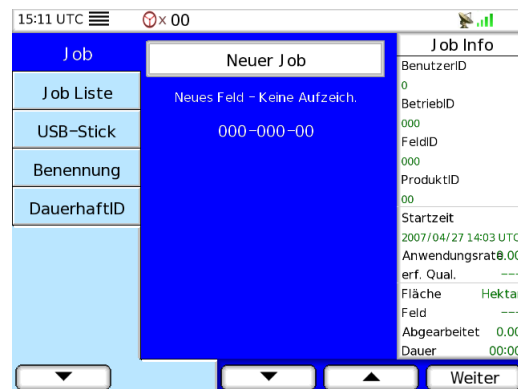 15:11 UTC × 00
Job
Job Liste
USB-Stick
Benennung
DauerhaftID
Neuer Job
Neues Feld - Keine Aufzeich.
000-000-00
Job Info
BenutzerID
0
BetriebID
000
FeldID
000
ProduktID
00
Startzeit
2007/04/27 14:03 UTC
Anwendungsrate 0.00
erf. Qual. ---
Fläche Hektar
Feld ---
Abgearbeitet 0.00
Dauer 00:00
Weiter